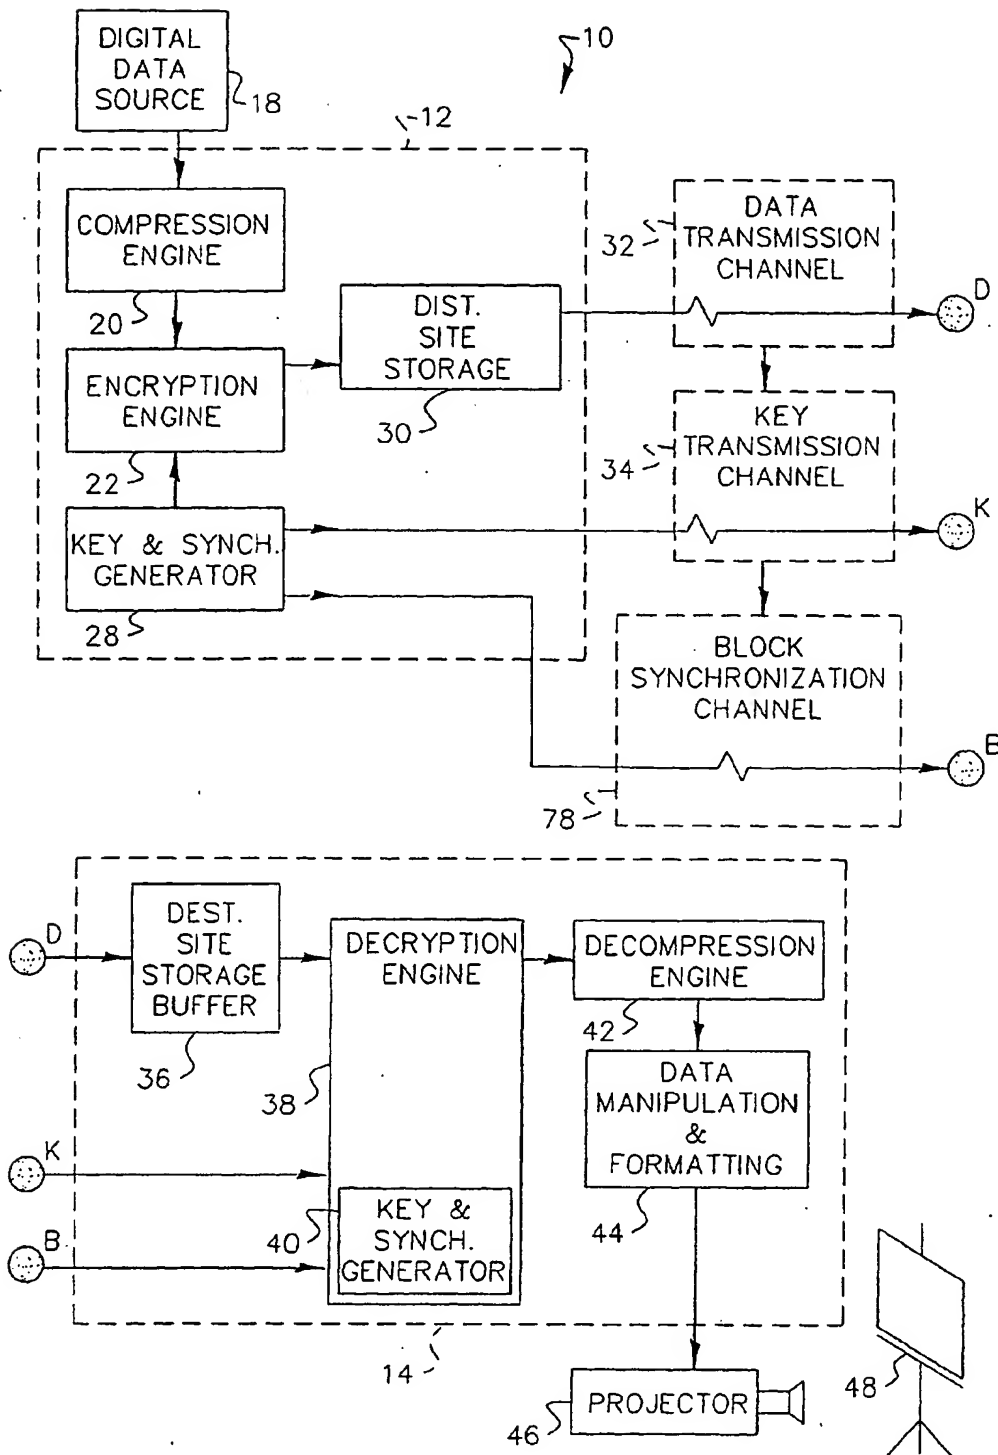 DIGITAL
DATA
SOURCE
18
10
12
COMPRESSION
ENGINE
20
ENCRYPTION
ENGINE
22
DIST.
SITE
STORAGE
30
KEY & SYNCH.
GENERATOR
28
DATA
TRANSMISSION
CHANNEL
32
D
KEY
TRANSMISSION
CHANNEL
34
K
BLOCK
SYNCHRONIZATION
CHANNEL
78
B
D
DEST.
SITE
STORAGE
BUFFER
36
DECRYPTION
ENGINE
38
DECOMPRESSION
ENGINE
42
DATA
MANIPULATION
&
FORMATTING
44
K
B
KEY &
SYNCH.
GENERATOR
40
14
PROJECTOR
46
48